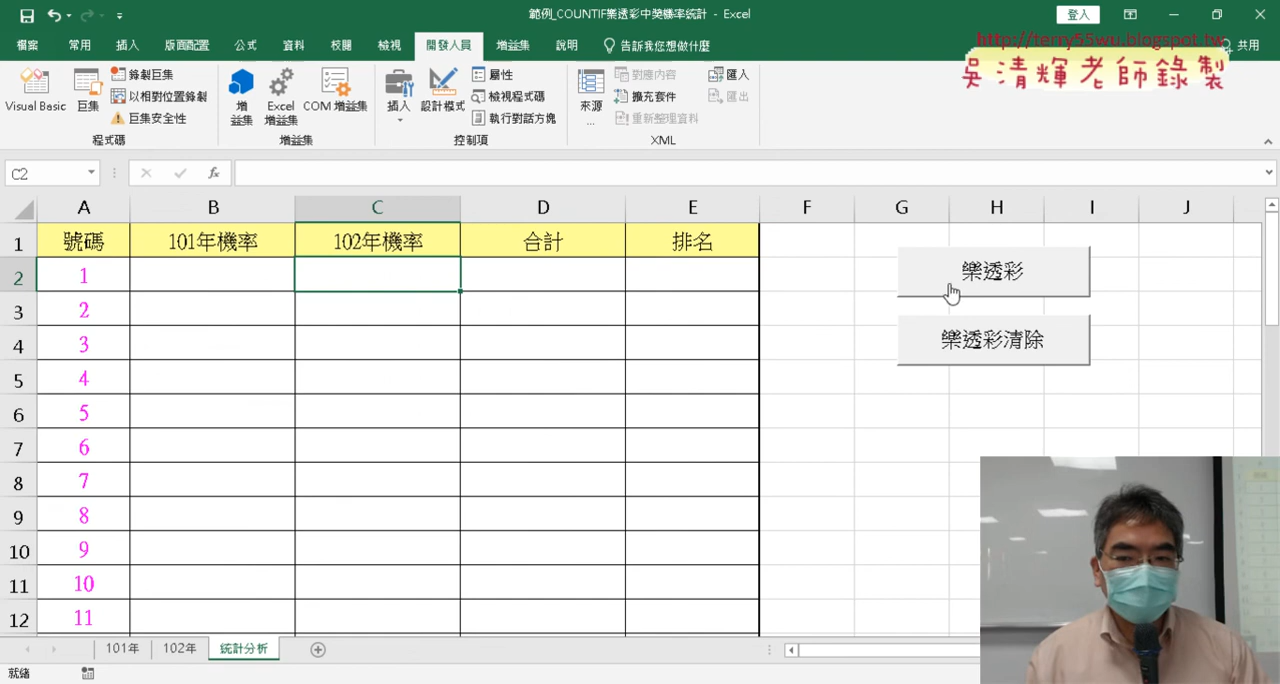 範例_COUNTIF樂透彩中獎機率統計 - Excel
登入
檔案 常用 插入 版面配置 公式 資料 校閱 檢視 開發人員 增益集 說明 告訴我您想做什麼 共用
http://terry55wu.blogspot.tw
吳清輝老師錄製
Visual Basic
巨集
錄製巨集
以相對位置錄製
巨集安全性
程式碼
增益集
Excel 增益集
COM 增益集
增益集
插入
設計模式
屬性
檢視程式碼
執行對話方塊
控制項
來源...
對應內容
擴充套件
重新整理資料
匯入
匯出
XML
C2
fx
A B C D E F G H I J
1 號碼 101年機率 102年機率 合計 排名
2 1
3 2
4 3
5 4
6 5
7 6
8 7
9 8
10 9
11 10
12 11
樂透彩
樂透彩清除
101年 102年 統計分析
就緒